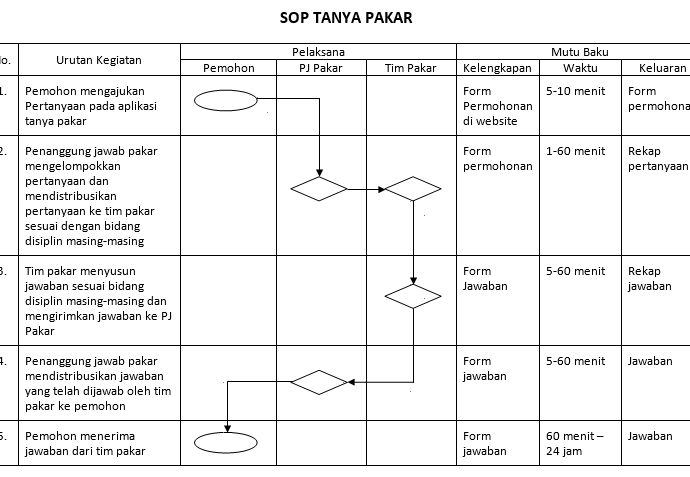 SOP TANYA PAKAR
No. Urutan Kegiatan Pelaksana Mutu Baku
Pemohon PJ Pakar Tim Pakar Kelengkapan Waktu Keluaran
1. Pemohon mengajukan Form 5-10 menit Form
Pertanyaan pada aplikasi Permohonan permohona
tanya pakar di website
2. Penanggung jawab pakar Form 1-60 menit Rekap
mengelompokkan permohonan pertanyaan
pertanyaan dan
mendistribusikan
pertanyaan ke tim pakar
sesuai dengan bidang
disiplin masing-masing
3. Tim pakar menyusun Form 5-60 menit Rekap
jawaban sesuai bidang Jawaban jawaban
disiplin masing-masing dan
mengirimkan jawaban ke PJ
Pakar
4. Penanggung jawab pakar Form 5-60 menit Jawaban
mendistribusikan jawaban jawaban
yang telah dijawab oleh tim
pakar ke pemohon
5. Pemohon menerima Form 60 menit – Jawaban
jawaban dari tim pakar jawaban 24 jam